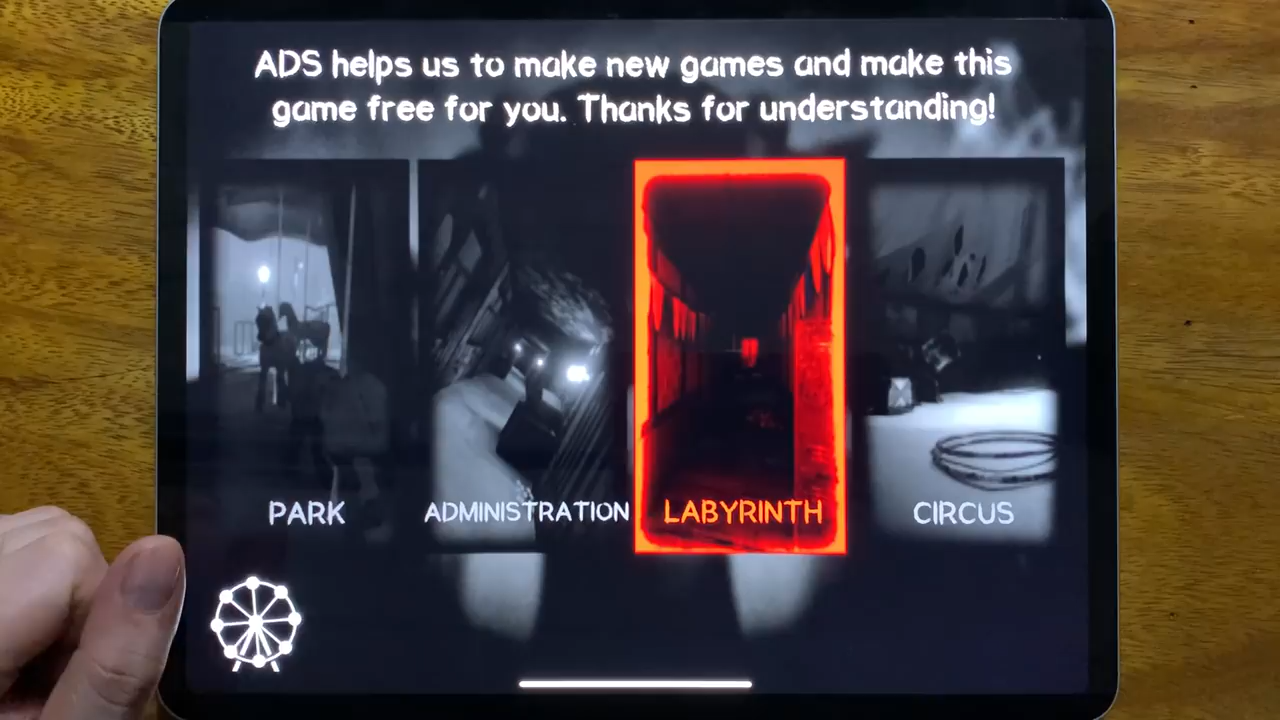 ADS helps us to make new games and make this
game free for you. Thanks for understanding!
PARK
ADMINISTRATION
LABYRINTH
CIRCUS